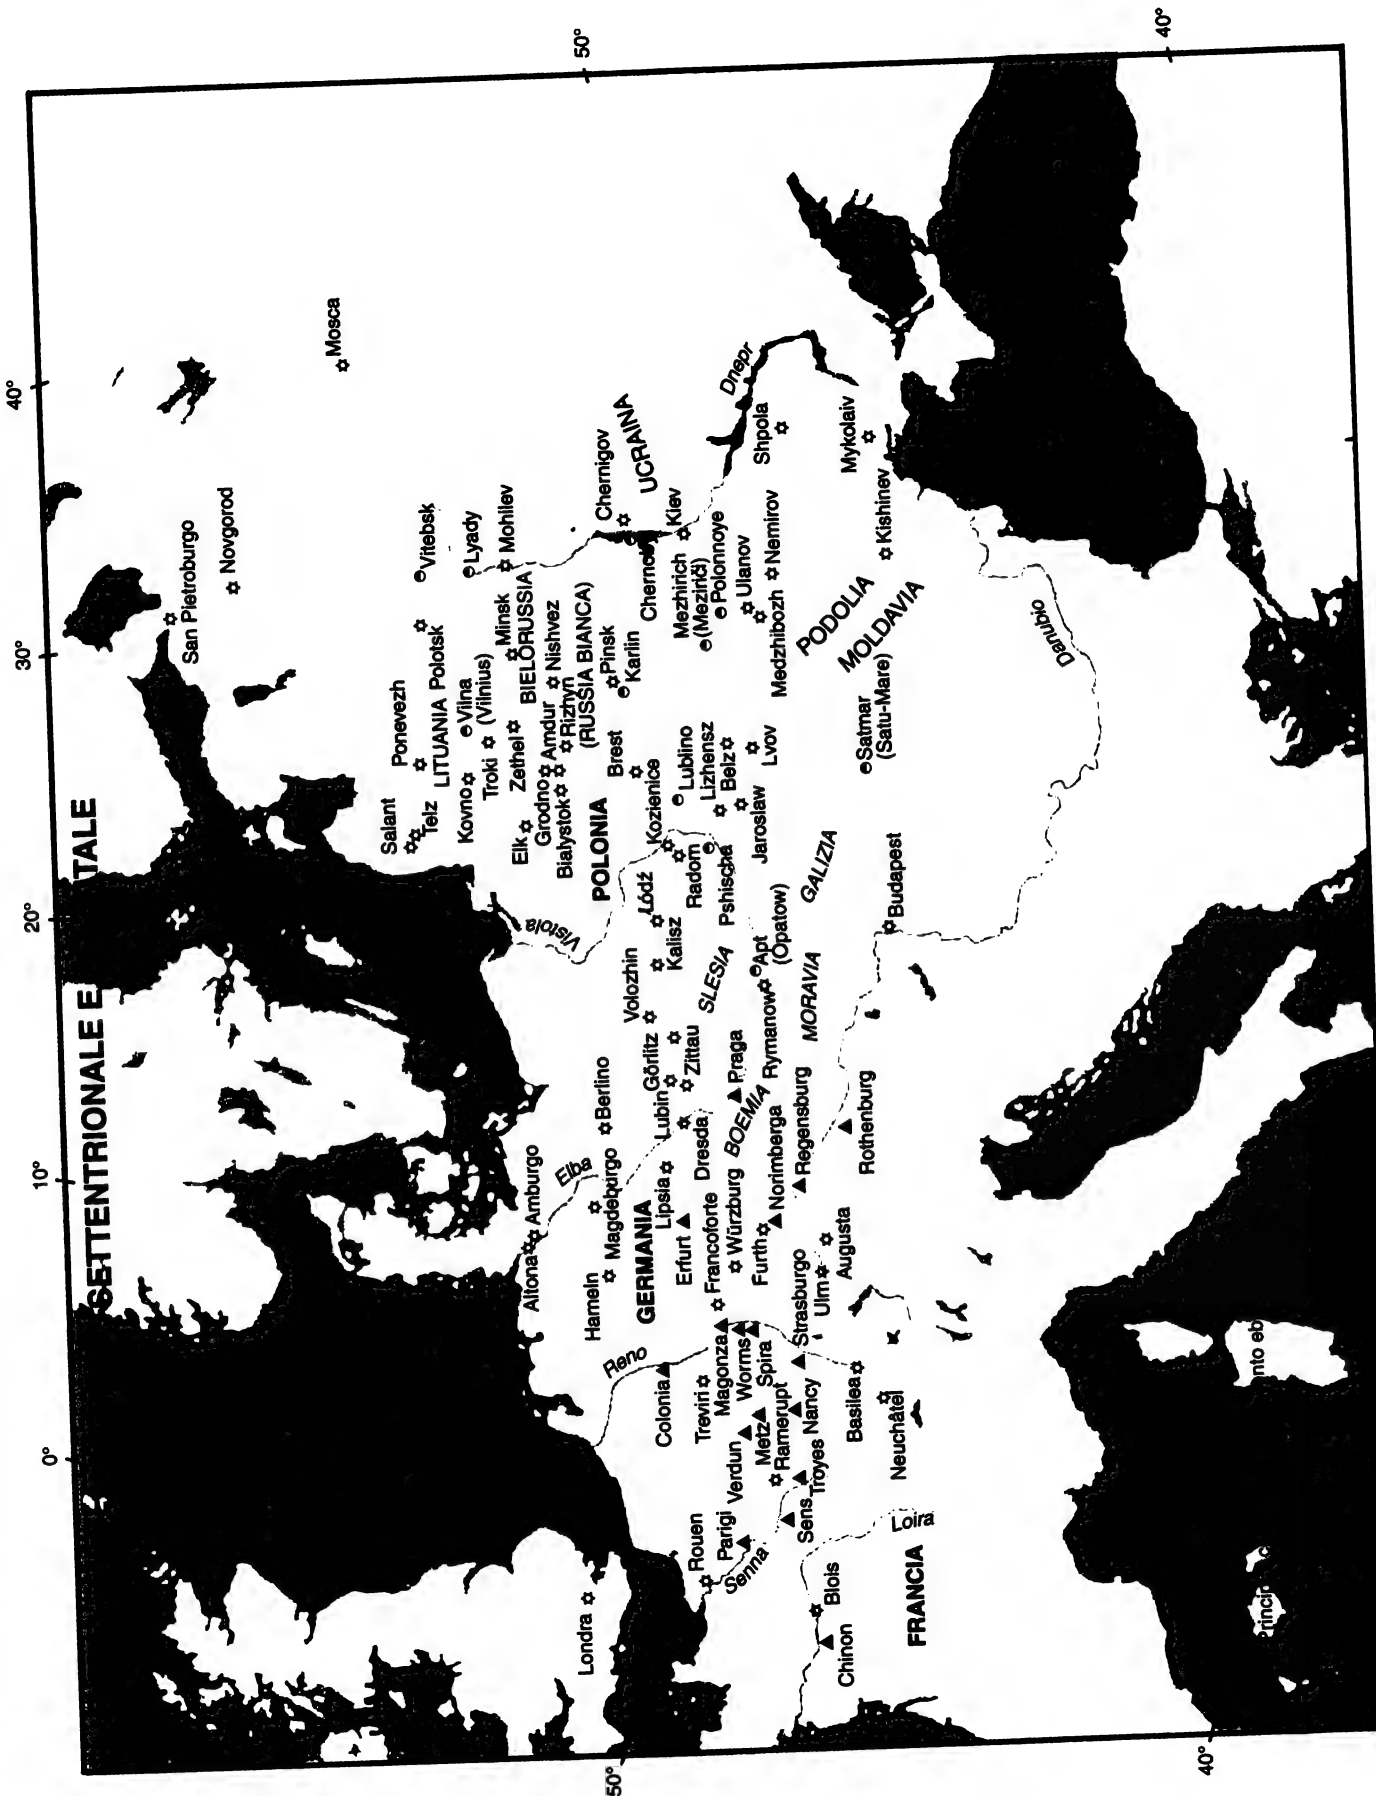 SETTENTRIONALE E
TALE
0°
10°
20°
30°
40°
50°
40°
50°
40°
San Pietroburgo
Novgorod
Mosca
Salant
Telz
Ponevezh
LITUANIA
Polotsk
Vitebsk
Kovno
Vilna
(Vilnius)
Troki
Lyady
Mohilev
Minsk
BIELORUSSIA
Zethel
Elk
Grodno
Amdur
Nishvez
Bialystok
Rizhyn
(RUSSIA BIANCA)
Brest
Pinsk
Karlin
Chernigov
UCRAINA
Kiev
Mezhirich
(Meziriči)
Polonnoye
Ulanov
Nemirov
Medzhibozh
Shpola
Dnepr
Mykolaiv
Kishinev
PODOLIA
MOLDAVIA
Satmar
(Satu-Mare)
Danubio
POLONIA
Kozienice
Lublino
Lizhensz
Belz
Lvov
Jaroslaw
Radom
Pshischa
Łódź
Kalisz
Vistola
Volozhin
SLESIA
Apt
(Opatow)
GALIZIA
MORAVIA
Rymanow
Budapest
Londra
Altona
Amburgo
Elba
Berlino
Hameln
Magdeburgo
GERMANIA
Lipsia
Lubin
Görlitz
Zittau
Dresda
Praga
BOEMIA
Erfurt
Francoforte
Würzburg
Furth
Norimberga
Regensburg
Rothenburg
Augusta
Ulm
Strasburgo
Reno
Colonia
Treviri
Magonza
Worms
Spira
Verdun
Metz
Ramerupt
Nancy
Troyes
Basilea
Neuchâtel
Rouen
Parigi
Senna
Sens
Loira
Blois
Chinon
FRANCIA